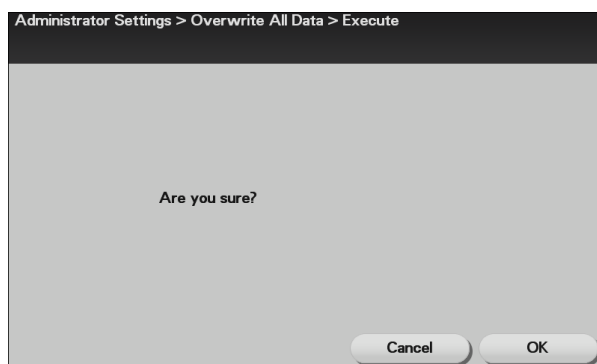 Administrator Settings > Overwrite All Data > Execute
Are you sure?
Cancel
OK